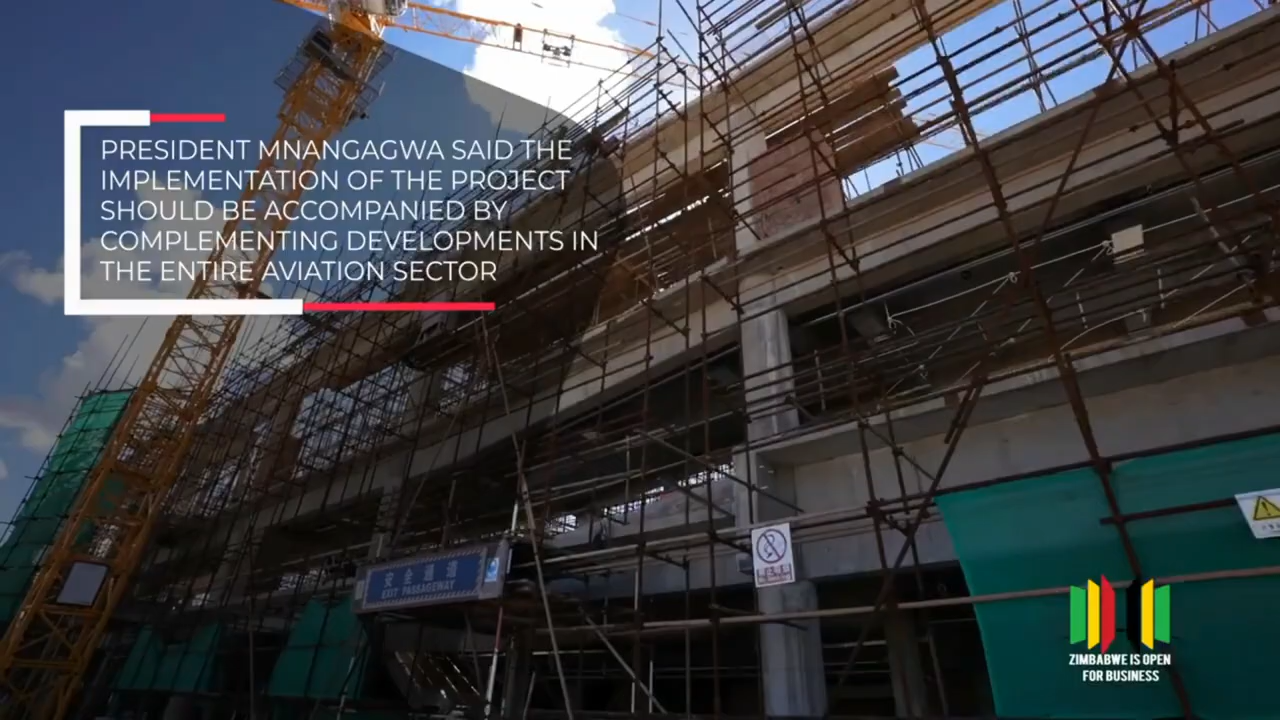 PRESIDENT MNANGAGWA SAID THE
IMPLEMENTATION OF THE PROJECT
SHOULD BE ACCOMPANIED BY
COMPLEMENTING DEVELOPMENTS IN
THE ENTIRE AVIATION SECTOR
安全通道
EXIT PASSAGEWAY
ZIMBABWE IS OPEN
FOR BUSINESS